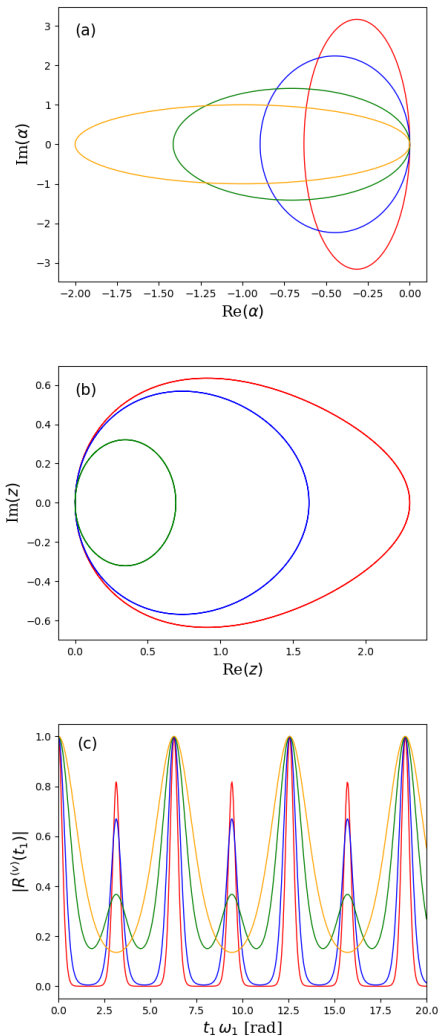 (a)
3
2
1
0
−1
−2
−3
Im(α)
−2.00 −1.75 −1.50 −1.25 −1.00 −0.75 −0.50 −0.25 0.00
Re(α)
(b)
0.6
0.4
0.2
0.0
−0.2
−0.4
−0.6
Im(z)
0.0 0.5 1.0 1.5 2.0
Re(z)
(c)
1.0
0.8
0.6
0.4
0.2
0.0
|R⁽ᵛ⁾(t₁)|
0.0 2.5 5.0 7.5 10.0 12.5 15.0 17.5 20.0
t₁ ω₁ [rad]